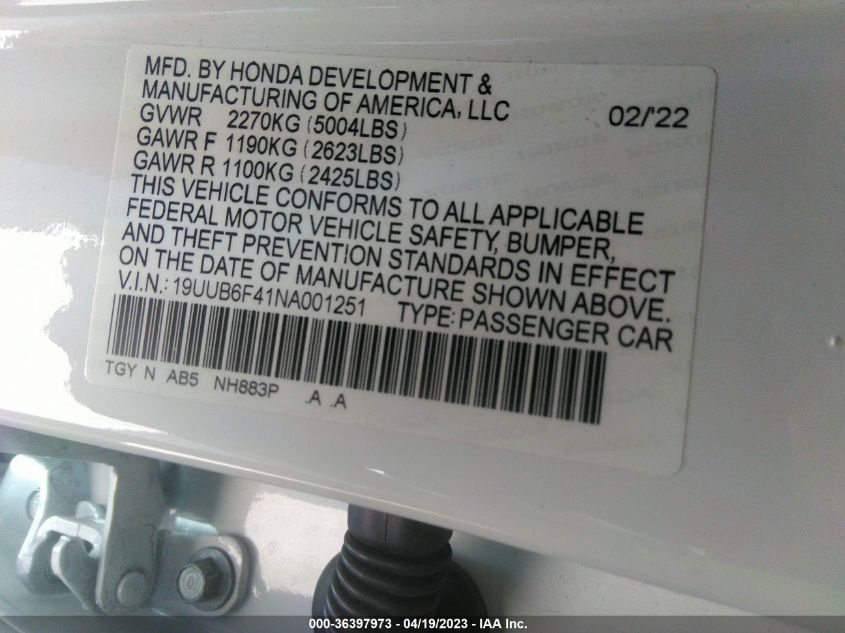 MFD. BY HONDA DEVELOPMENT &
MANUFACTURING OF AMERICA, LLC 02/'22
GVWR 2270KG (5004LBS)
GAWR F 1190KG (2623LBS)
GAWR R 1100KG (2425LBS)
THIS VEHICLE CONFORMS TO ALL APPLICABLE
FEDERAL MOTOR VEHICLE SAFETY, BUMPER,
AND THEFT PREVENTION STANDARDS IN EFFECT
ON THE DATE OF MANUFACTURE SHOWN ABOVE.
V.I.N.: 19UUB6F41NA001251 TYPE: PASSENGER CAR
TGY N AB5 NH883P .A .A
000-36397973 - 04/19/2023 - IAA Inc.